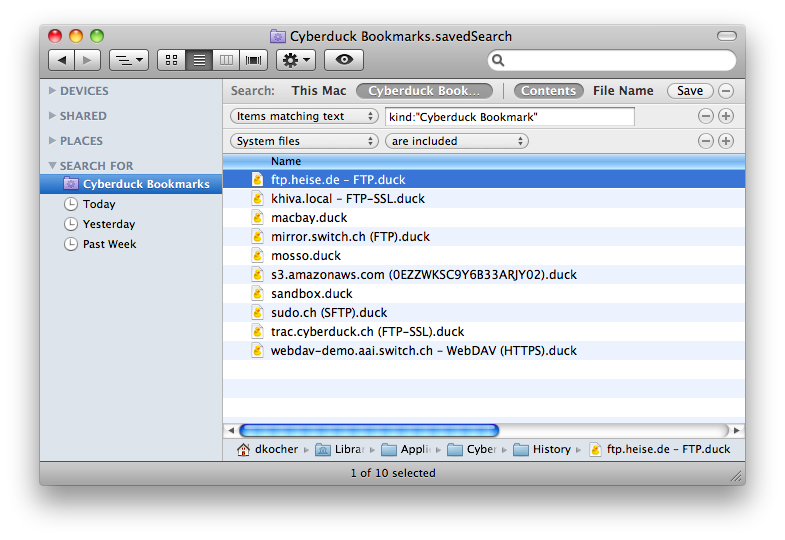 Cyberduck Bookmarks.savedSearch
Search: This Mac Cyberduck Book... Contents File Name Save
Items matching text kind:"Cyberduck Bookmark"
System files are included
DEVICES
SHARED
PLACES
SEARCH FOR
Cyberduck Bookmarks
Today
Yesterday
Past Week
Name
ftp.heise.de – FTP.duck
khiva.local – FTP-SSL.duck
macbay.duck
mirror.switch.ch (FTP).duck
mosso.duck
s3.amazonaws.com (0EZZWKSC9Y6B33ARJY02).duck
sandbox.duck
sudo.ch (SFTP).duck
trac.cyberduck.ch (FTP-SSL).duck
webdav-demo.aai.switch.ch – WebDAV (HTTPS).duck
dkocher Librar Applic Cyber History ftp.heise.de – FTP.duck
1 of 10 selected